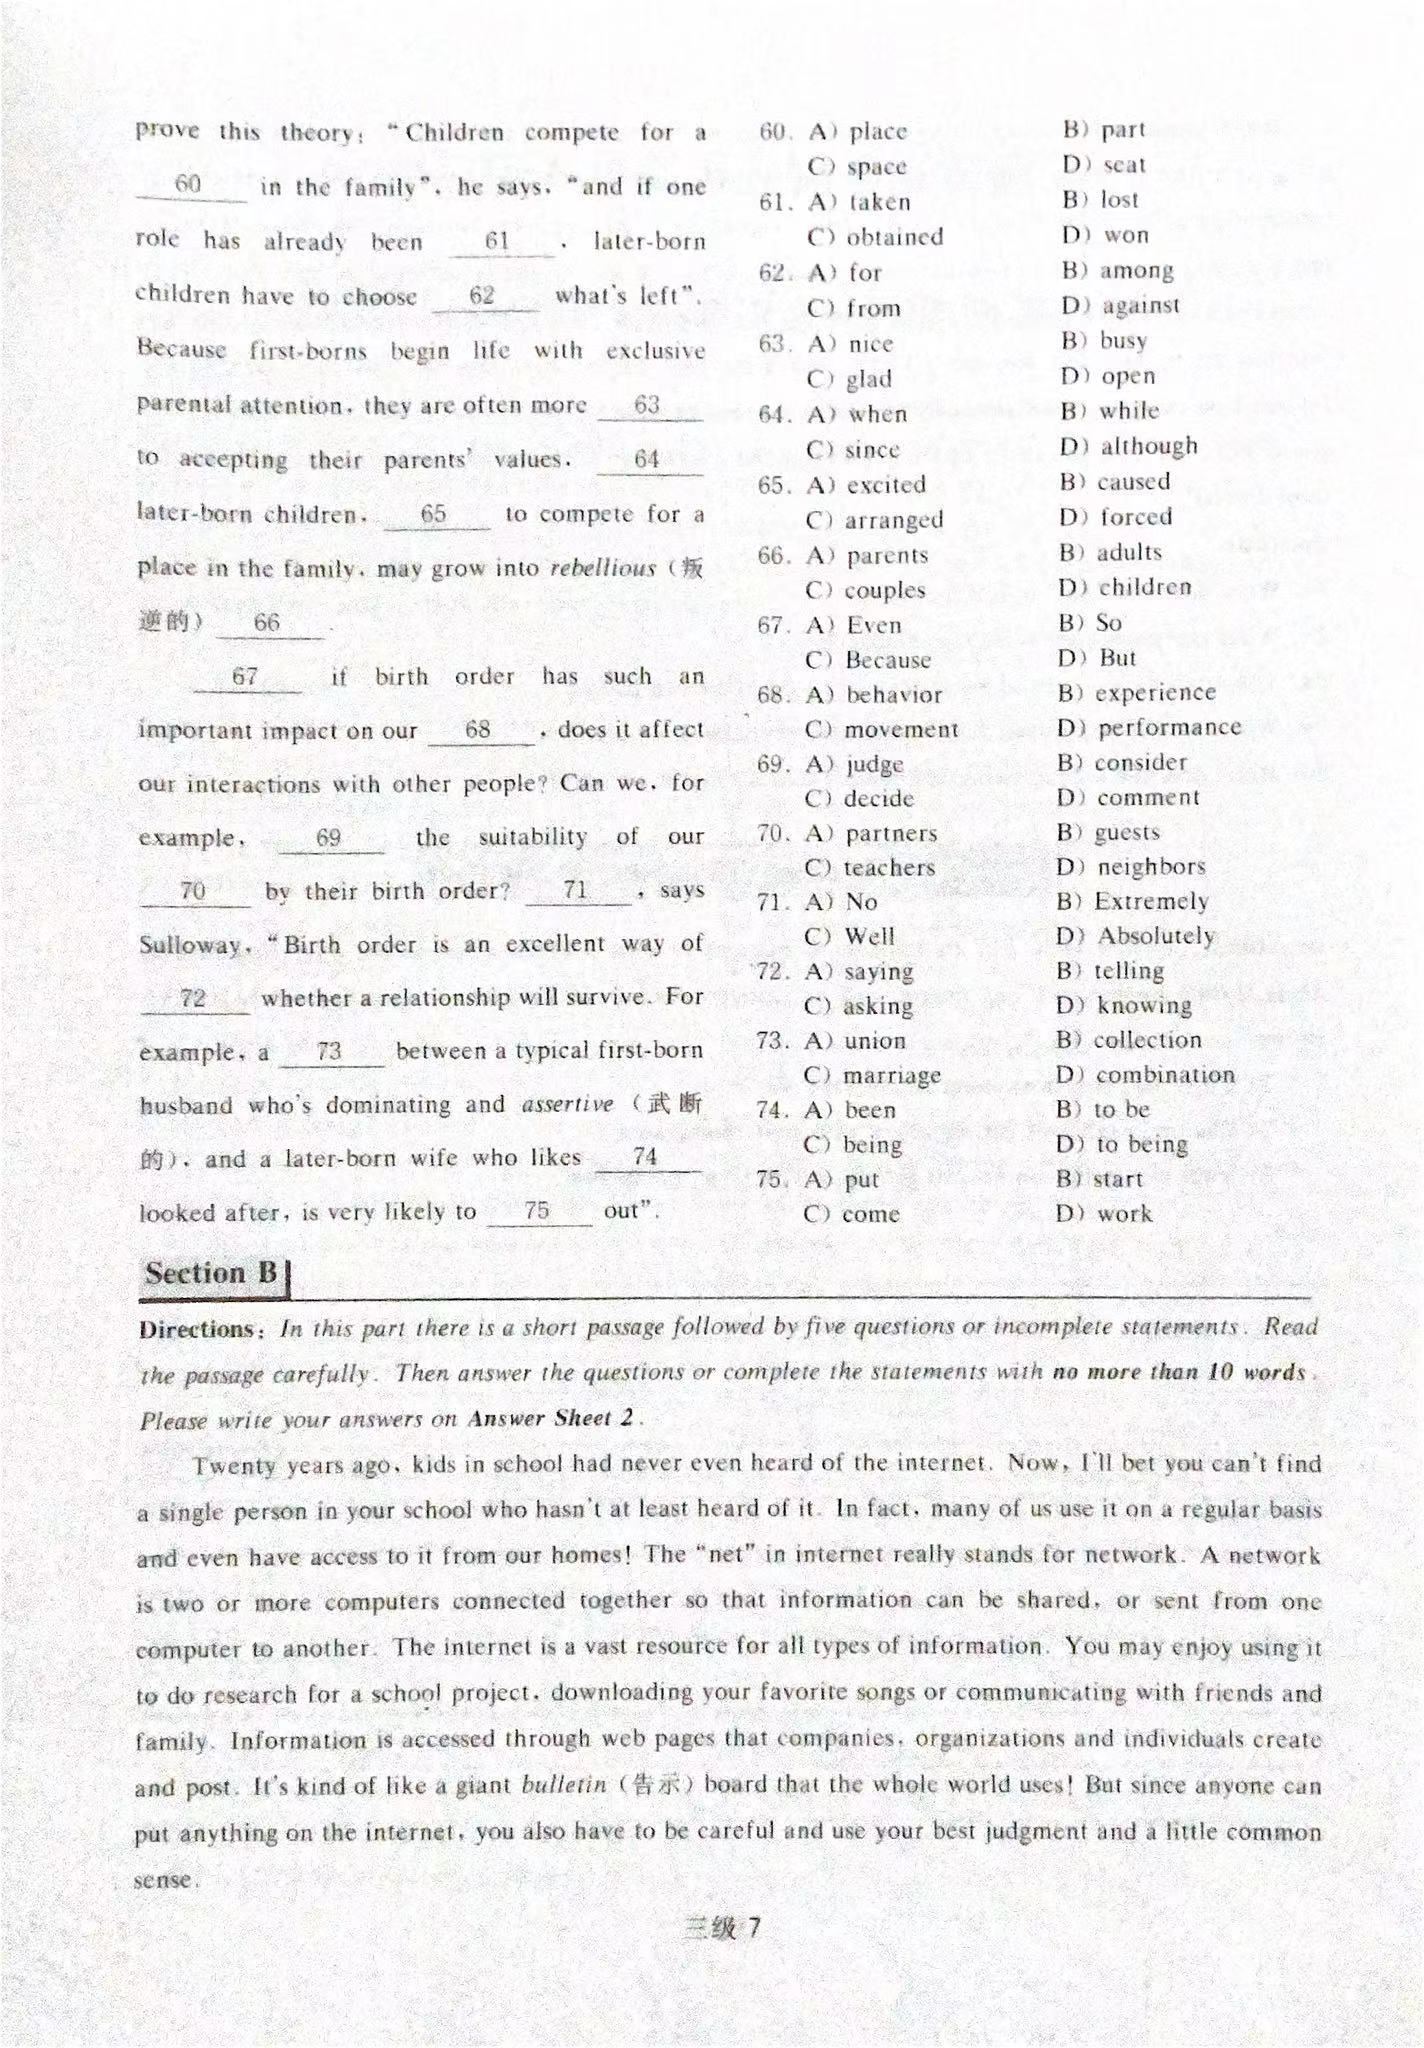 prove this theory: "Children compete for a
60 in the family", he says, "and if one
role has already been 61 , later-born
children have to choose 62 what's left".
Because first-borns begin life with exclusive
parental attention, they are often more 63
to accepting their parents' values, 64
later-born children, 65 to compete for a
place in the family, may grow into rebellious (叛
逆的) 66 .
67 if birth order has such an
important impact on our 68 , does it affect
our interactions with other people? Can we, for
example, 69 the suitability of our
70 by their birth order? 71 , says
Sulloway, "Birth order is an excellent way of
72 whether a relationship will survive. For
example, a 73 between a typical first-born
husband who's dominating and assertive (武断
的), and a later-born wife who likes 74
looked after, is very likely to 75 out".
60. A) place B) part
C) space D) seat
61. A) taken B) lost
C) obtained D) won
62. A) for B) among
C) from D) against
63. A) nice B) busy
C) glad D) open
64. A) when B) while
C) since D) although
65. A) excited B) caused
C) arranged D) forced
66. A) parents B) adults
C) couples D) children
67. A) Even B) So
C) Because D) But
68. A) behavior B) experience
C) movement D) performance
69. A) judge B) consider
C) decide D) comment
70. A) partners B) guests
C) teachers D) neighbors
71. A) No B) Extremely
C) Well D) Absolutely
72. A) saying B) telling
C) asking D) knowing
73. A) union B) collection
C) marriage D) combination
74. A) been B) to be
C) being D) to being
75. A) put B) start
C) come D) work
Section B
Directions: In this part there is a short passage followed by five questions or incomplete statements. Read
the passage carefully. Then answer the questions or complete the statements with no more than 10 words.
Please write your answers on Answer Sheet 2.
Twenty years ago, kids in school had never even heard of the internet. Now, I'll bet you can't find
a single person in your school who hasn't at least heard of it. In fact, many of us use it on a regular basis
and even have access to it from our homes! The "net" in internet really stands for network. A network
is two or more computers connected together so that information can be shared, or sent from one
computer to another. The internet is a vast resource for all types of information. You may enjoy using it
to do research for a school project, downloading your favorite songs or communicating with friends and
family. Information is accessed through web pages that companies, organizations and individuals create
and post. It's kind of like a giant bulletin (告示) board that the whole world uses! But since anyone can
put anything on the internet, you also have to be careful and use your best judgment and a little common
sense.
三级 7